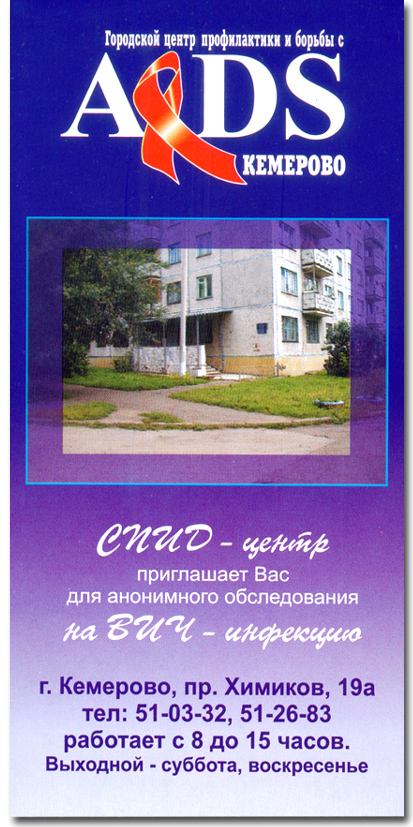 Городской центр профилактики и борьбы с
AIDS
КЕМЕРОВО
СПИД - центр
приглашает Вас
для анонимного обследования
на ВИЧ - инфекцию
г. Кемерово, пр. Химиков, 19а
тел: 51-03-32, 51-26-83
работает с 8 до 15 часов.
Выходной - суббота, воскресенье